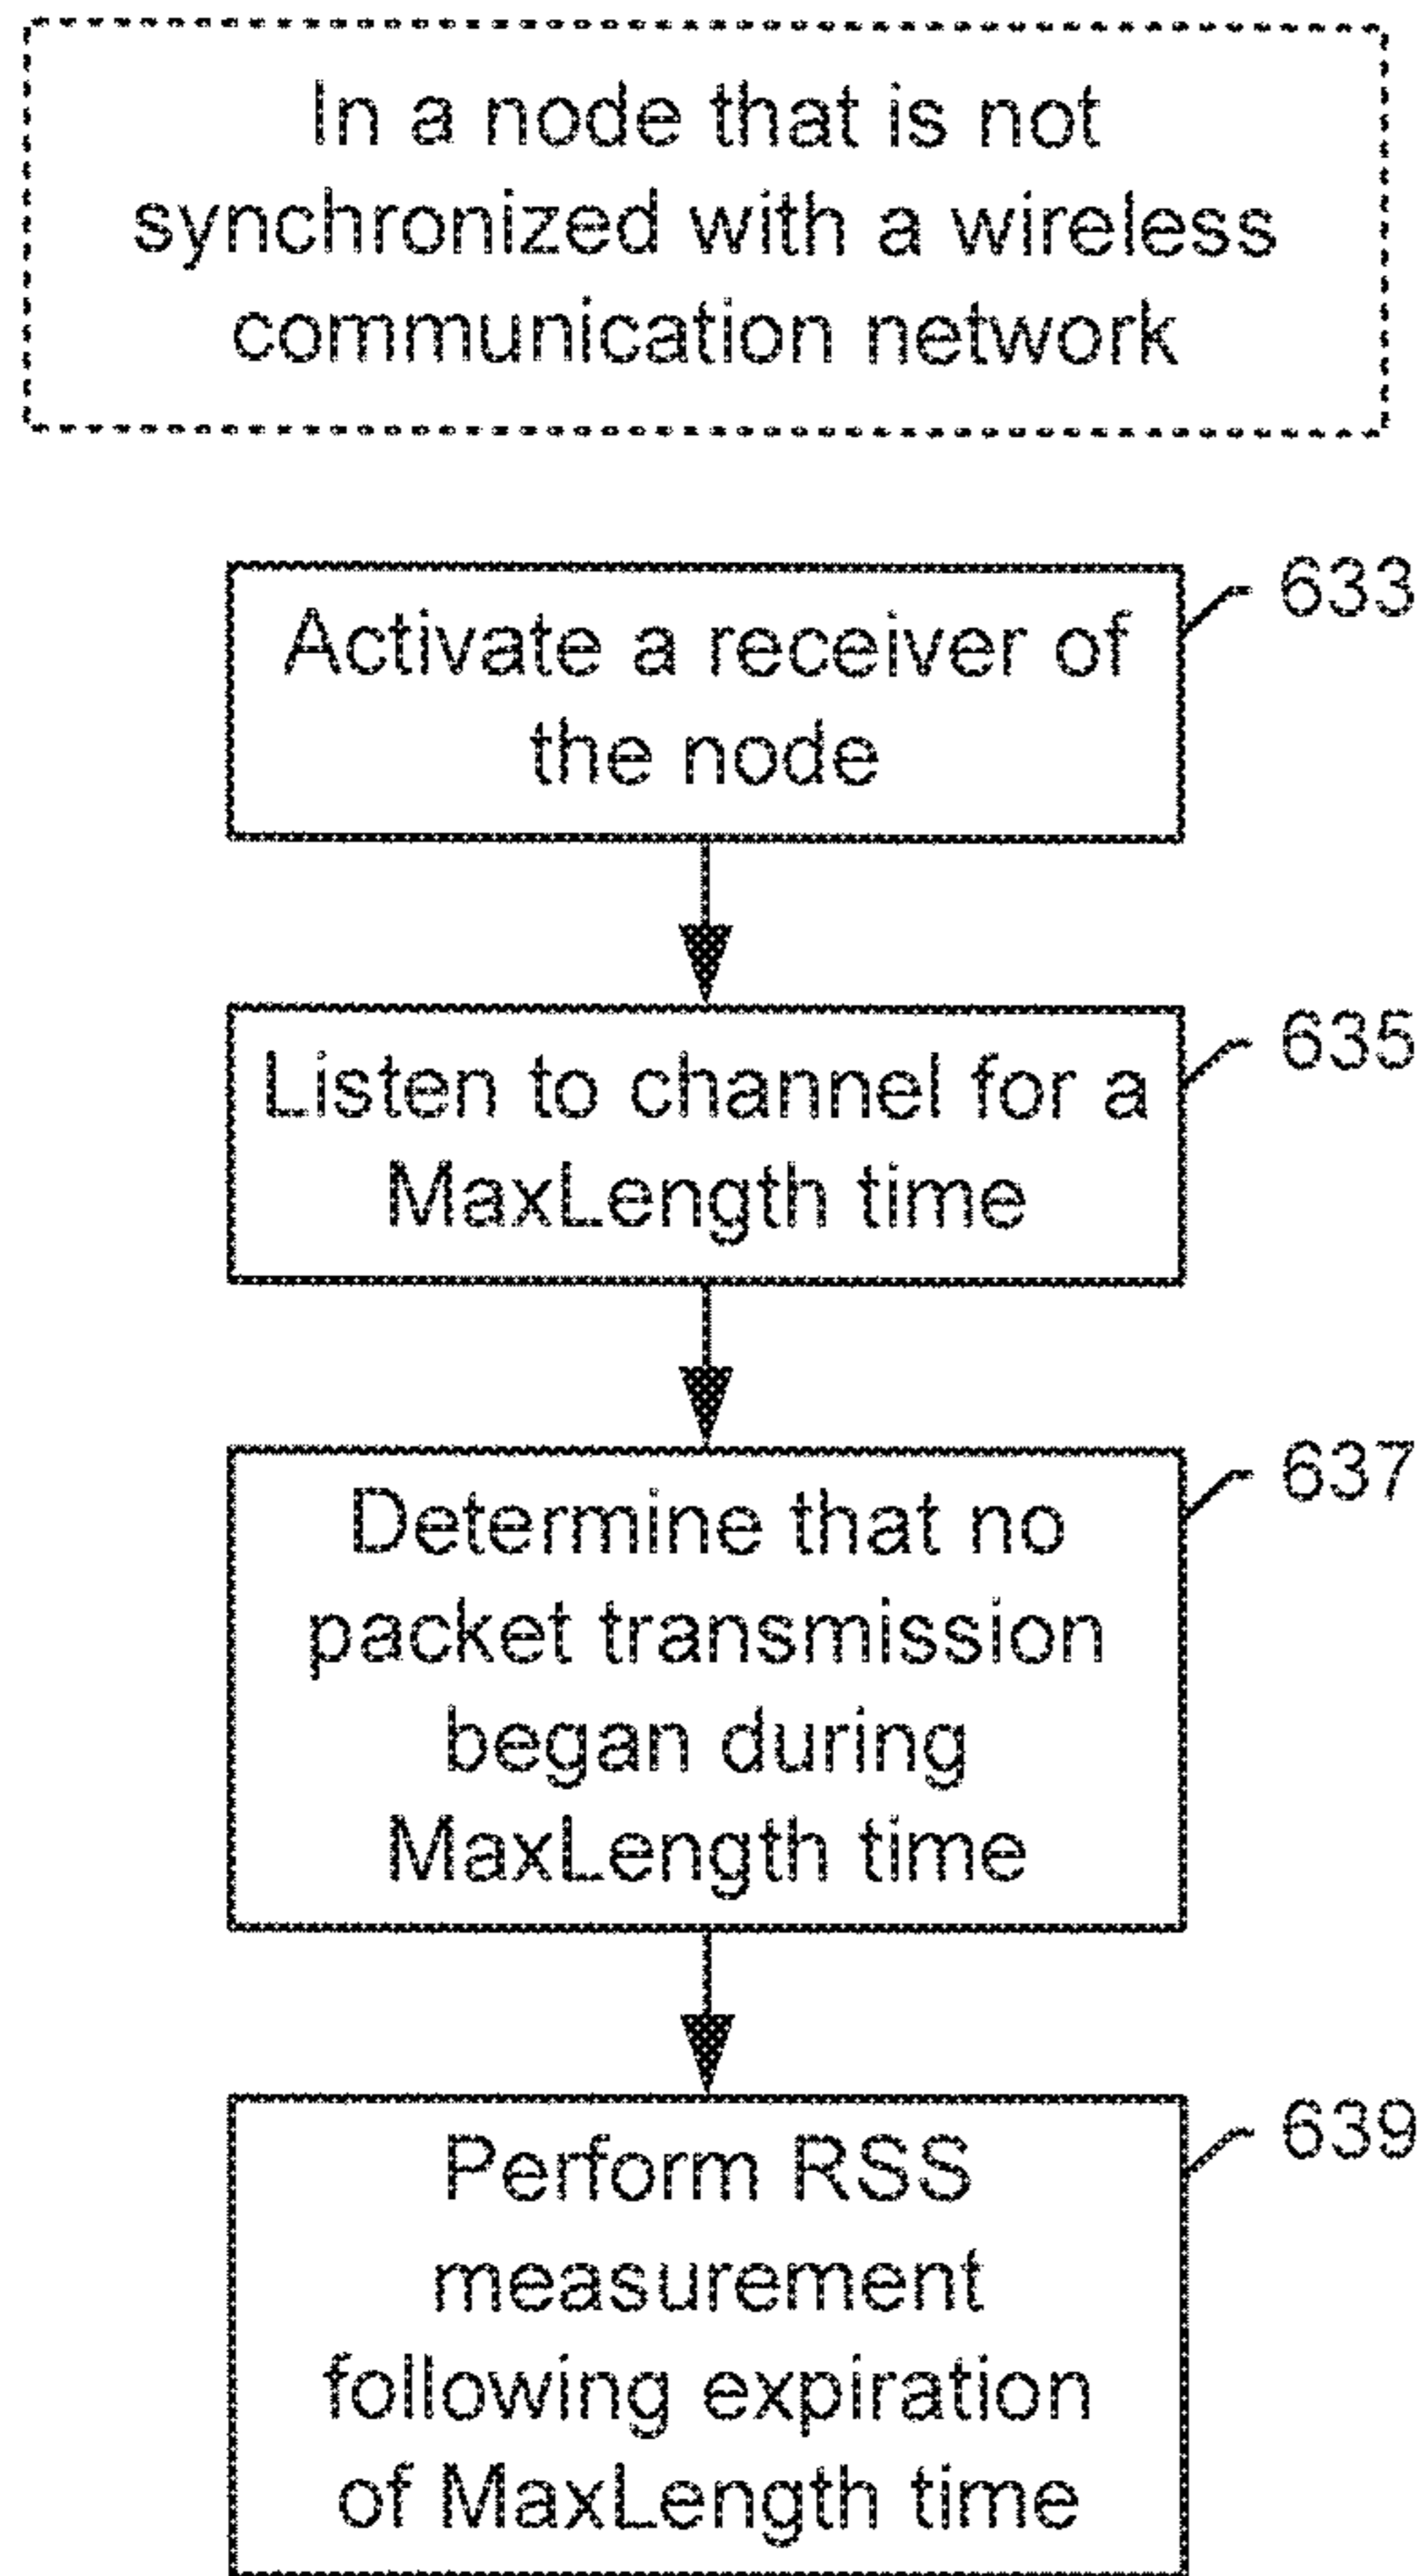 In a node that is not
synchronized with a wireless
communication network
633
Activate a receiver of
the node
635
Listen to channel for a
MaxLength time
637
Determine that no
packet transmission
began during
MaxLength time
639
Perform RSS
measurement
following expiration
of MaxLength time